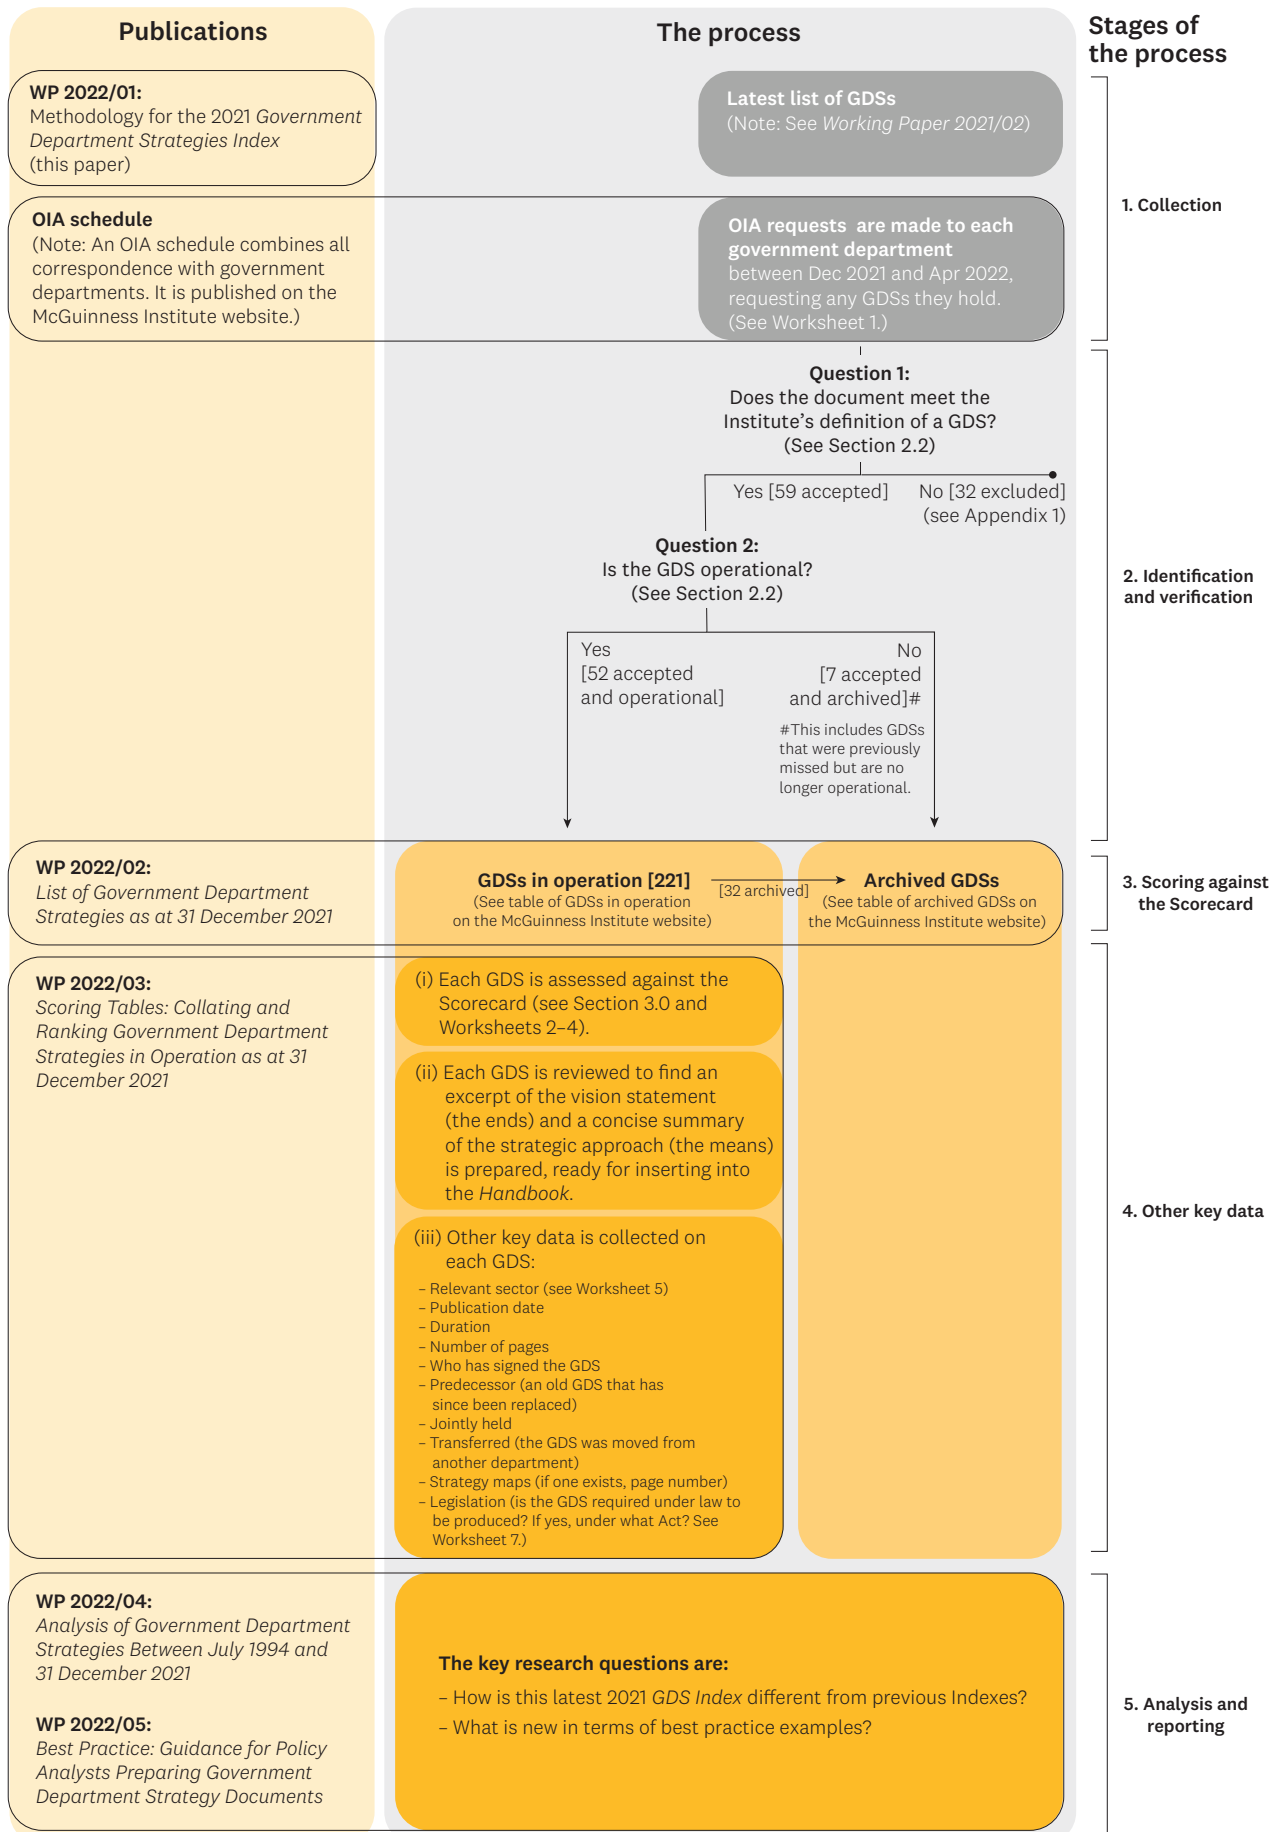 Publications
The process
Stages of
the process
WP 2022/01:
Methodology for the 2021 Government
Department Strategies Index
(this paper)
Latest list of GDSs
(Note: See Working Paper 2021/02)
1. Collection
OIA schedule
(Note: An OIA schedule combines all
correspondence with government
departments. It is published on the
McGuinness Institute website.)
OIA requests are made to each
government department
between Dec 2021 and Apr 2022,
requesting any GDSs they hold.
(See Worksheet 1.)
Question 1:
Does the document meet the
Institute’s definition of a GDS?
(See Section 2.2)
Yes [59 accepted]
No [32 excluded]
(see Appendix 1)
Question 2:
Is the GDS operational?
(See Section 2.2)
2. Identification
and verification
Yes
[52 accepted
and operational]
No
[7 accepted
and archived]#
#This includes GDSs
that were previously
missed but are no
longer operational.
WP 2022/02:
List of Government Department
Strategies as at 31 December 2021
GDSs in operation [221]
(See table of GDSs in operation
on the McGuinness Institute website)
[32 archived]
Archived GDSs
(See table of archived GDSs on
the McGuinness Institute website)
3. Scoring against
the Scorecard
WP 2022/03:
Scoring Tables: Collating and
Ranking Government Department
Strategies in Operation as at 31
December 2021
(i) Each GDS is assessed against the
Scorecard (see Section 3.0 and
Worksheets 2–4).
(ii) Each GDS is reviewed to find an
excerpt of the vision statement
(the ends) and a concise summary
of the strategic approach (the means)
is prepared, ready for inserting into
the Handbook.
(iii) Other key data is collected on
each GDS:
– Relevant sector (see Worksheet 5)
– Publication date
– Duration
– Number of pages
– Who has signed the GDS
– Predecessor (an old GDS that has
since been replaced)
– Jointly held
– Transferred (the GDS was moved from
another department)
– Strategy maps (if one exists, page number)
– Legislation (is the GDS required under law to
be produced? If yes, under what Act? See
Worksheet 7.)
4. Other key data
WP 2022/04:
Analysis of Government Department
Strategies Between July 1994 and
31 December 2021
WP 2022/05:
Best Practice: Guidance for Policy
Analysts Preparing Government
Department Strategy Documents
The key research questions are:
– How is this latest 2021 GDS Index different from previous Indexes?
– What is new in terms of best practice examples?
5. Analysis and
reporting